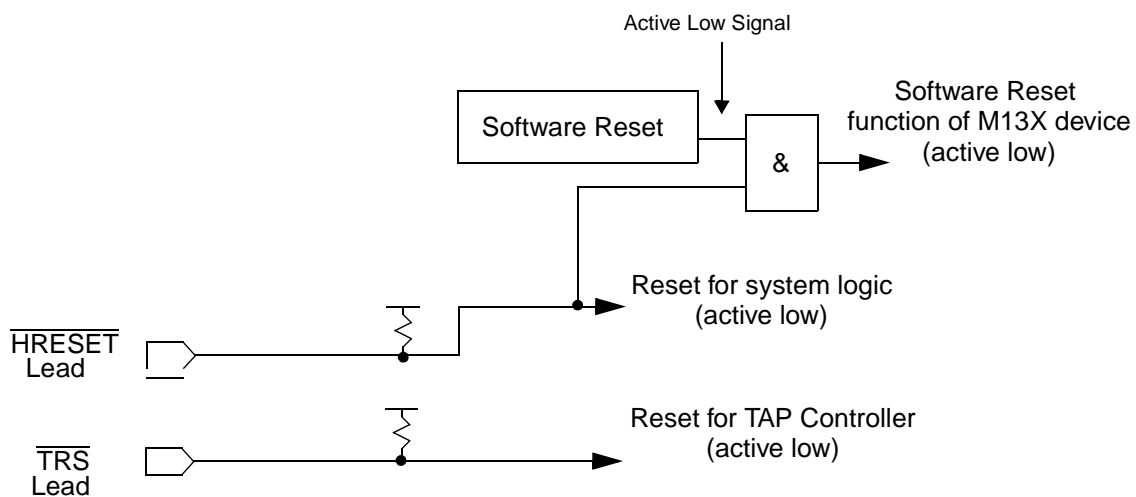 Active Low Signal
Software Reset
&
Software Reset
function of M13X device
(active low)
Reset for system logic
(active low)
HRESET
Lead
Reset for TAP Controller
(active low)
TRS
Lead